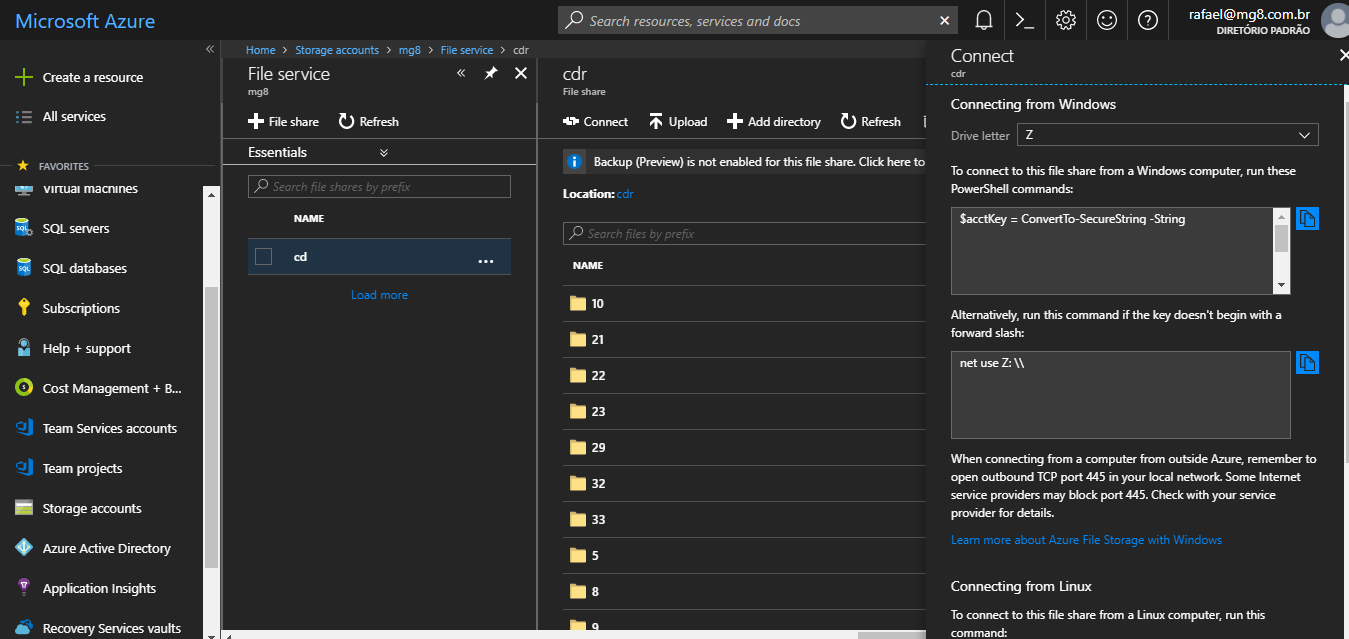 Microsoft Azure
Search resources, services and docs
rafael@mg8.com.br
DIRETÓRIO PADRÃO
Create a resource
All services
FAVORITES
Virtual machines
SQL servers
SQL databases
Subscriptions
Help + support
Cost Management + B...
Team Services accounts
Team projects
Storage accounts
Azure Active Directory
Application Insights
Recovery Services vaults
Home > Storage accounts > mg8 > File service > cdr
File service
mg8
File share
Refresh
Essentials
Search file shares by prefix
NAME
cd
...
Load more
cdr
File share
Connect
Upload
Add directory
Refresh
Backup (Preview) is not enabled for this file share. Click here to
Location: cdr
Search files by prefix
NAME
10
21
22
23
29
32
33
5
8
9
Connect
cdr
Connecting from Windows
Drive letter
Z
To connect to this file share from a Windows computer, run these
PowerShell commands:
$acctKey = ConvertTo-SecureString -String
Alternatively, run this command if the key doesn't begin with a
forward slash:
net use Z: \\
When connecting from a computer from outside Azure, remember to
open outbound TCP port 445 in your local network. Some Internet
service providers may block port 445. Check with your service
provider for details.
Learn more about Azure File Storage with Windows
Connecting from Linux
To connect to this file share from a Linux computer, run this
command: